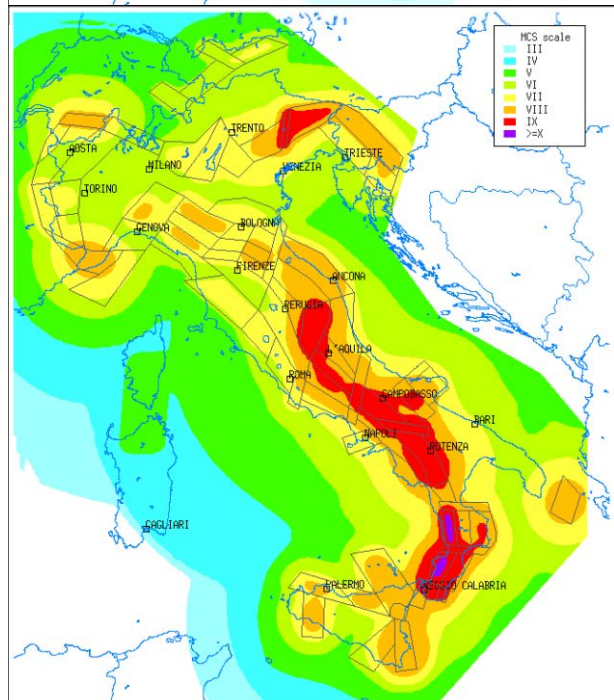 MCS scale
III
IV
V
VI
VII
VIII
IX
>=X
TRENTO
AOSTA
MILANO
VENEZIA
TRIESTE
TORINO
GENOVA
BOLOGNA
FIRENZE
ANCONA
PERUGIA
L'AQUILA
ROMA
CAMPOBASSO
BARI
NAPOLI
POTENZA
CAGLIARI
PALERMO
REGGIO CALABRIA